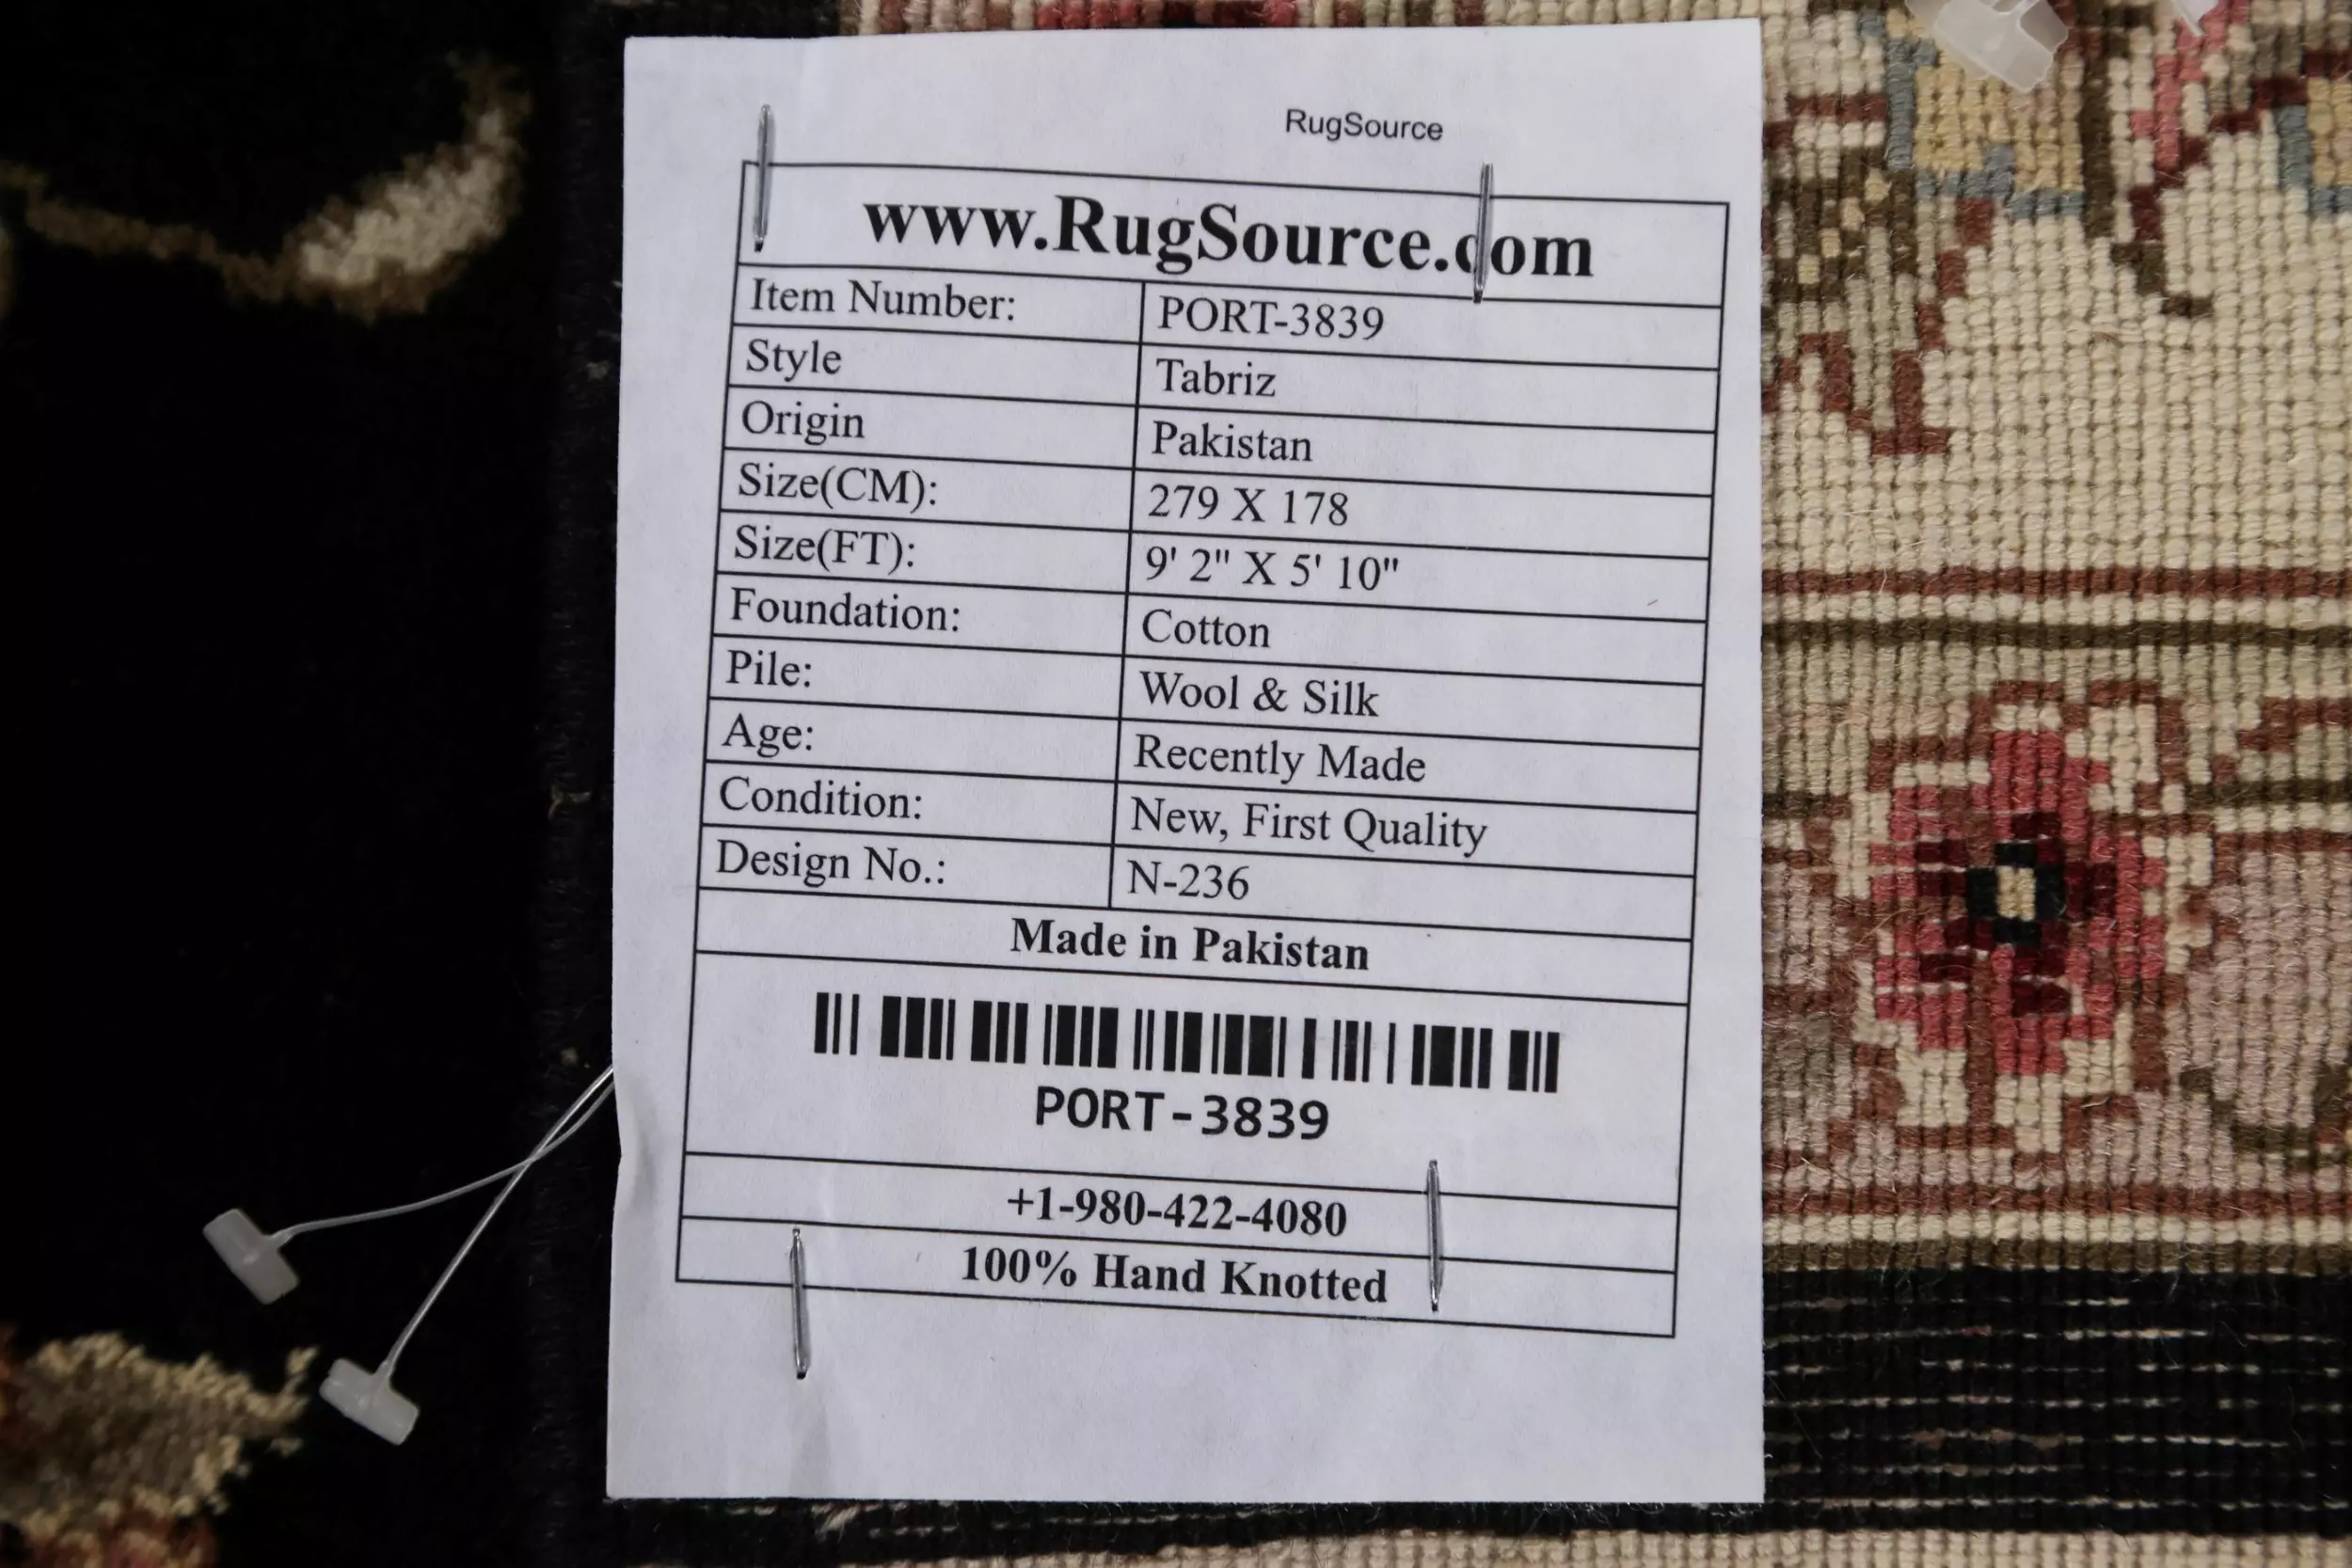 RugSource
www.RugSource.com
Item Number: PORT-3839
Style Tabriz
Origin Pakistan
Size(CM): 279 X 178
Size(FT): 9' 2" X 5' 10"
Foundation: Cotton
Pile: Wool & Silk
Age: Recently Made
Condition: New, First Quality
Design No.: N-236
Made in Pakistan
PORT-3839
+1-980-422-4080
100% Hand Knotted